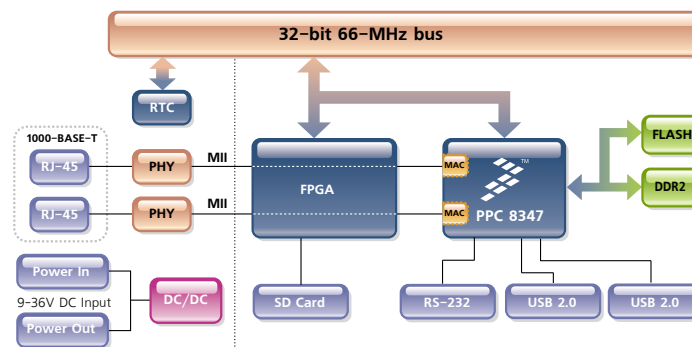 32-bit 66-MHz bus
RTC
1000-BASE-T
RJ-45
PHY
MII
FPGA
MAC
TM
PPC 8347
FLASH
DDR2
RJ-45
PHY
MII
MAC
Power In
9-36V DC Input
Power Out
DC/DC
SD Card
RS-232
USB 2.0
USB 2.0